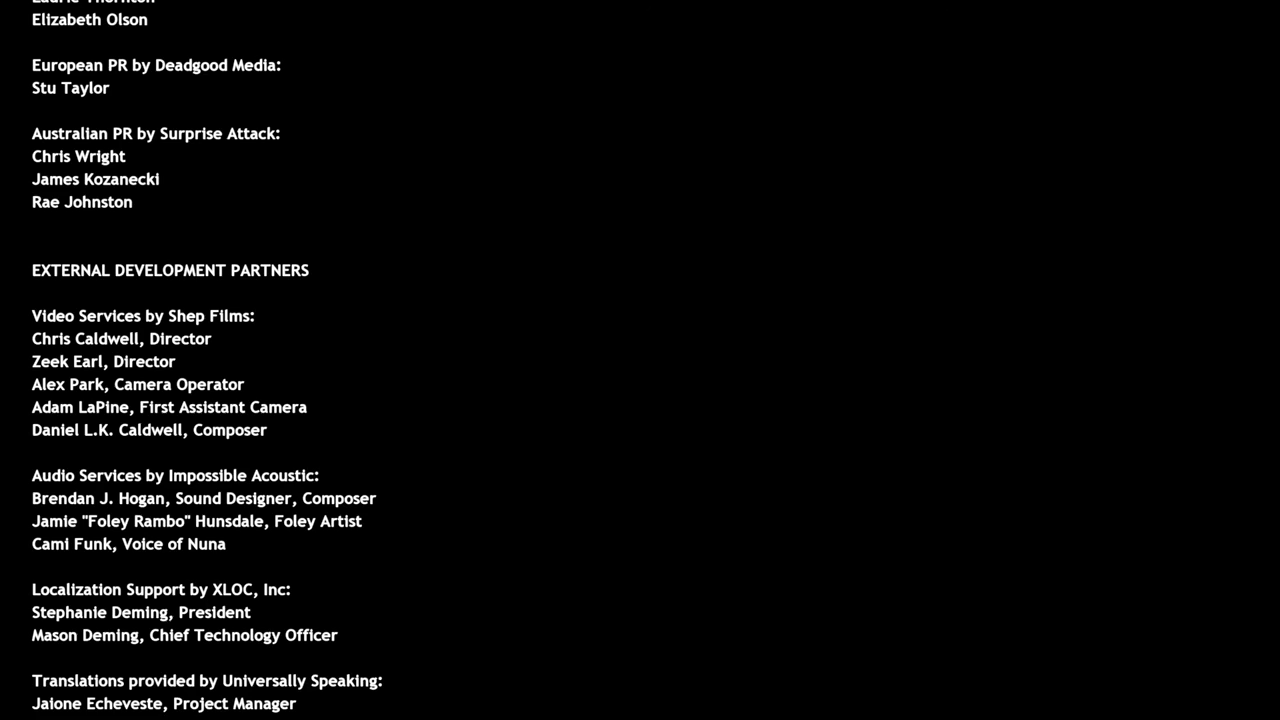 Laurie Thornton
Elizabeth Olson
European PR by Deadgood Media:
Stu Taylor
Australian PR by Surprise Attack:
Chris Wright
James Kozanecki
Rae Johnston
EXTERNAL DEVELOPMENT PARTNERS
Video Services by Shep Films:
Chris Caldwell, Director
Zeek Earl, Director
Alex Park, Camera Operator
Adam LaPine, First Assistant Camera
Daniel L.K. Caldwell, Composer
Audio Services by Impossible Acoustic:
Brendan J. Hogan, Sound Designer, Composer
Jamie "Foley Rambo" Hunsdale, Foley Artist
Cami Funk, Voice of Nuna
Localization Support by XLOC, Inc:
Stephanie Deming, President
Mason Deming, Chief Technology Officer
Translations provided by Universally Speaking:
Jaione Echeveste, Project Manager